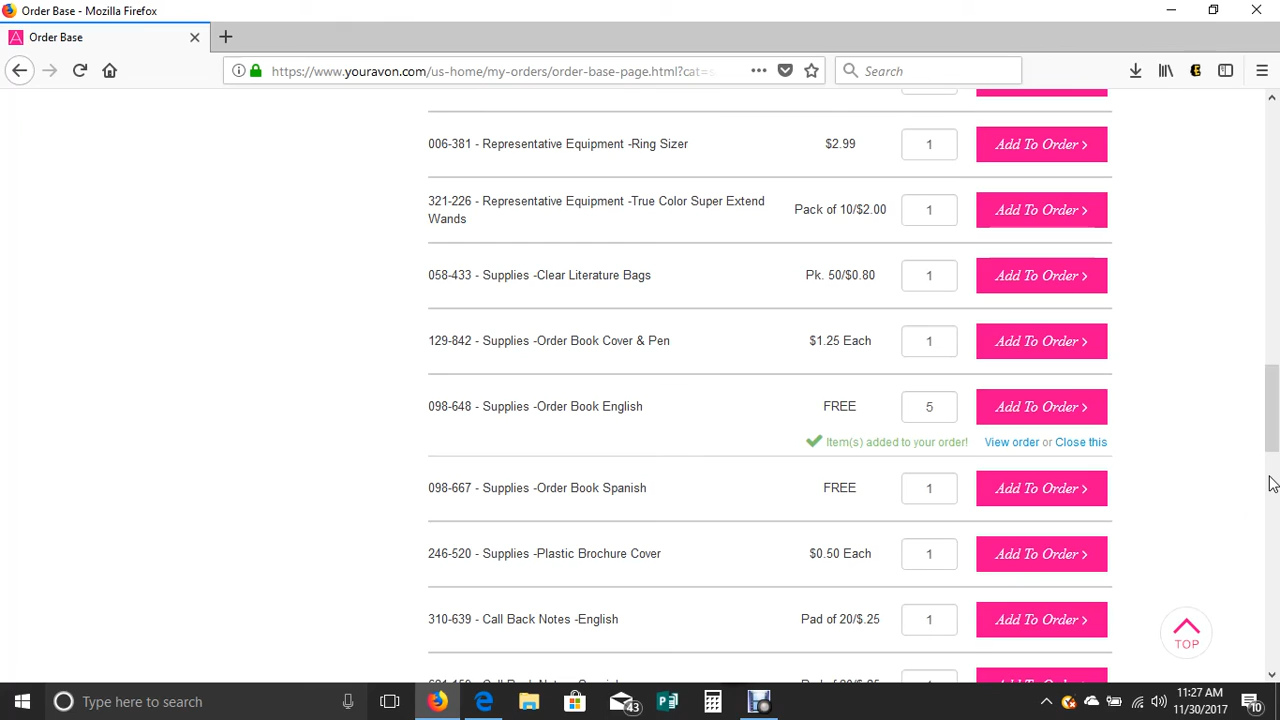 Order Base - Mozilla Firefox
Order Base
https://www.youravon.com/us-home/my-orders/order-base-page.html?cat=s
Search
006-381 - Representative Equipment -Ring Sizer $2.99 1 Add To Order >
321-226 - Representative Equipment -True Color Super Extend
Wands Pack of 10/$2.00 1 Add To Order >
058-433 - Supplies -Clear Literature Bags Pk. 50/$0.80 1 Add To Order >
129-842 - Supplies -Order Book Cover & Pen $1.25 Each 1 Add To Order >
098-648 - Supplies -Order Book English FREE 5 Add To Order >
Item(s) added to your order! View order or Close this
098-667 - Supplies -Order Book Spanish FREE 1 Add To Order >
246-520 - Supplies -Plastic Brochure Cover $0.50 Each 1 Add To Order >
310-639 - Call Back Notes -English Pad of 20/$.25 1 Add To Order >
TOP
Type here to search
43
11:27 AM
11/30/2017
10